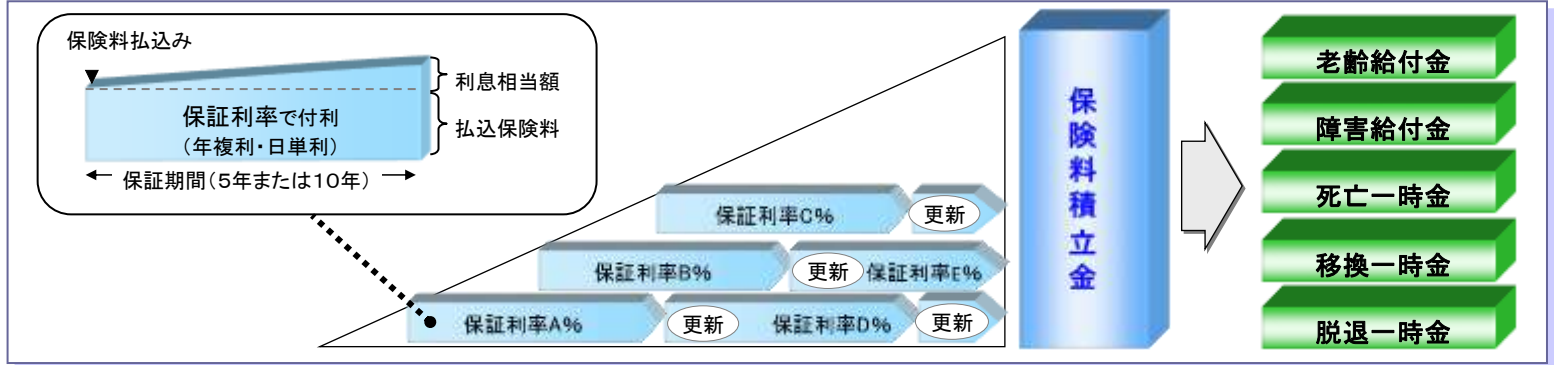 保険料払込み
利息相当額
保証利率で付利
(年複利・日単利)
払込保険料
保証期間(5年または10年)
保証利率C%
更新
保証利率B%
更新
保証利率E%
保証利率A%
更新
保証利率D%
更新
保険料積立金
老齢給付金
障害給付金
死亡一時金
移換一時金
脱退一時金